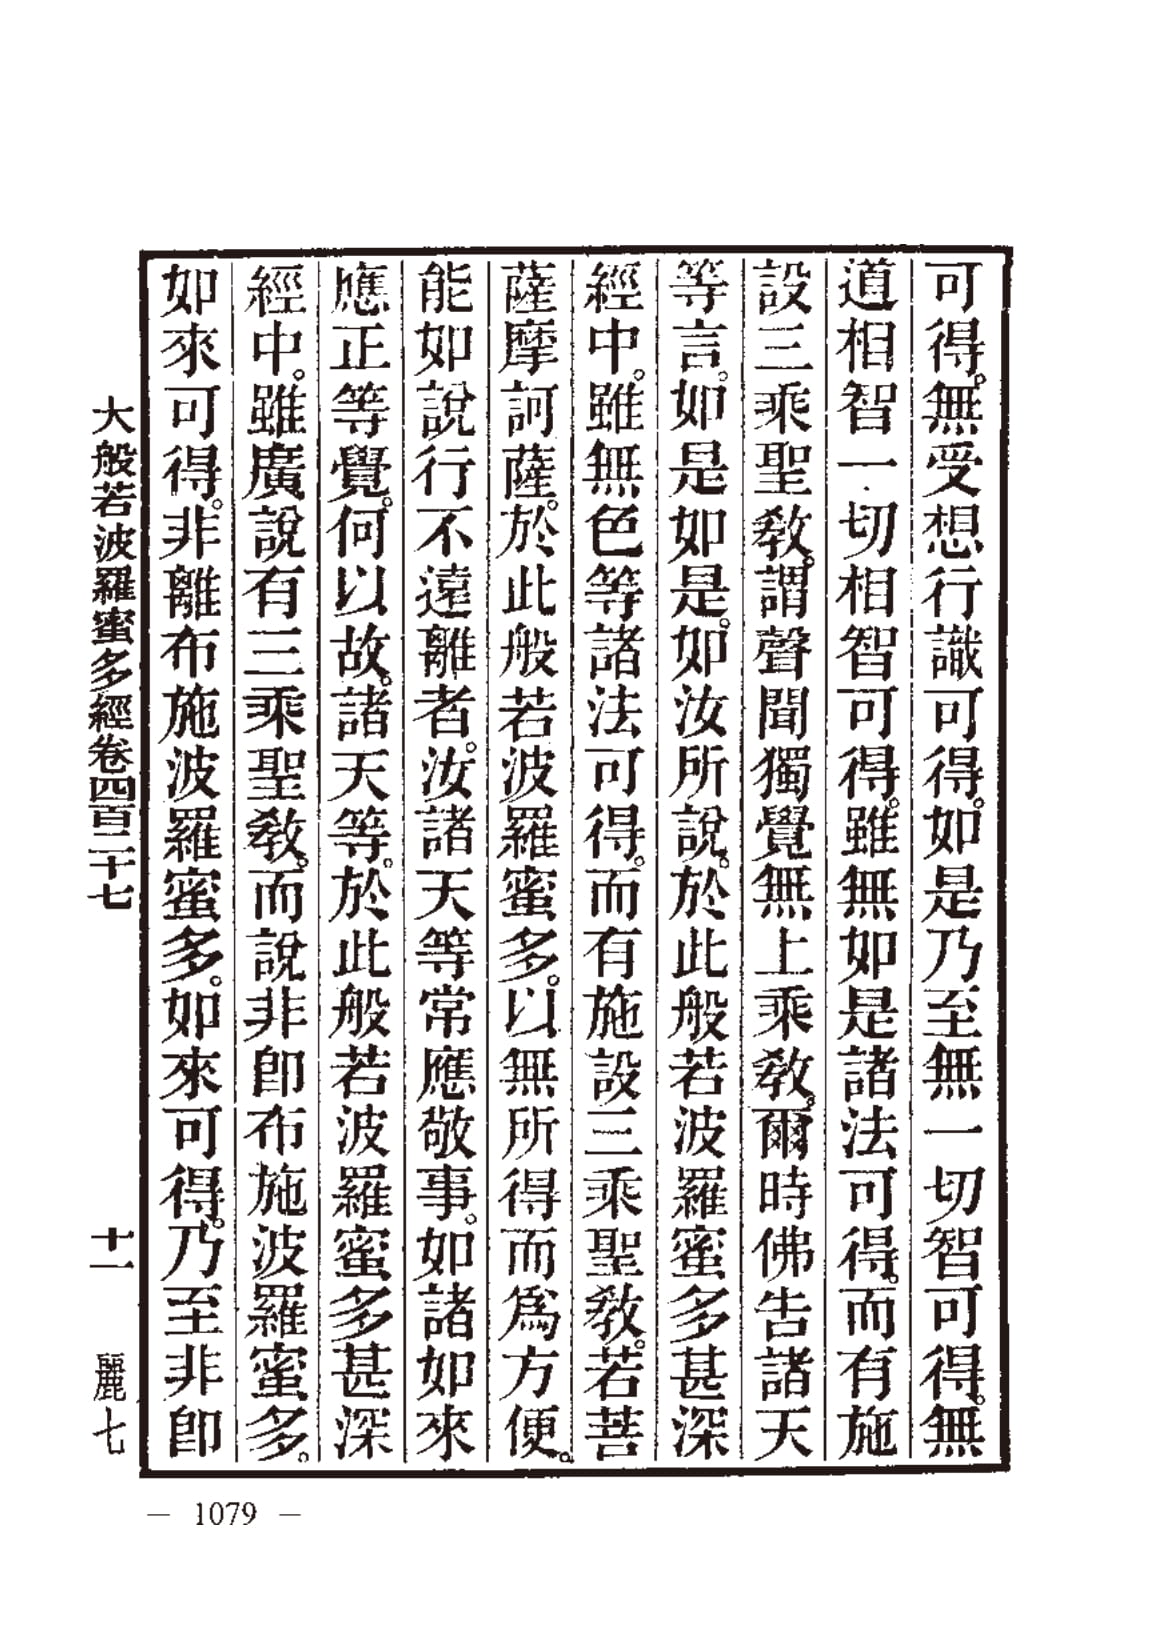 可得。無受想行識可得。如是乃至無一切智可得。無
道相智一切相智可得。雖無如是諸法可得。而有施
設三乘聖教。謂聲聞獨覺無上乘教。爾時佛告諸天
等言。如是如是。如汝所說。於此般若波羅蜜多甚深
經中。雖無色等諸法可得。而有施設三乘聖教。若菩
薩摩訶薩。於此般若波羅蜜多。以無所得而爲方便。
能如說行不遠離者。汝諸天等常應敬事。如諸如來
應正等覺。何以故。諸天等。於此般若波羅蜜多甚深
經中。雖廣說有三乘聖教。而說非卽布施波羅蜜多。
如來可得。非離布施波羅蜜多。如來可得。乃至非卽
大般若波羅蜜多經卷四百二十七 十一 麗七
— 1079 —